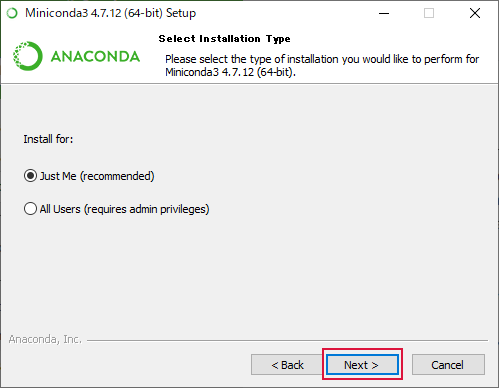 Miniconda3 4.7.12 (64-bit) Setup
Select Installation Type
ANACONDA
Please select the type of installation you would like to perform for
Miniconda3 4.7.12 (64-bit).
Install for:
Just Me (recommended)
All Users (requires admin privileges)
Anaconda, Inc.
< Back
Next >
Cancel